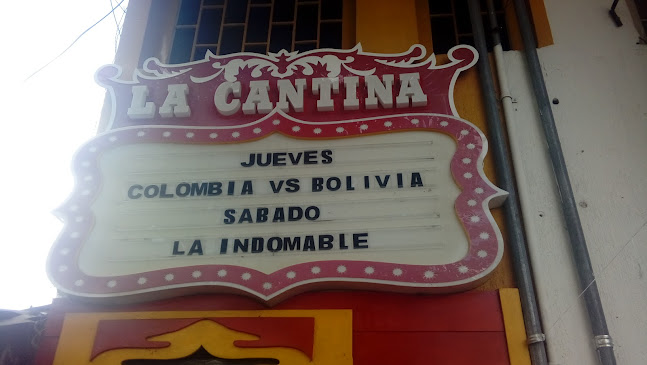 LA CANTINA
JUEVES
COLOMBIA VS BOLIVIA
SABADO
LA INDOMABLE